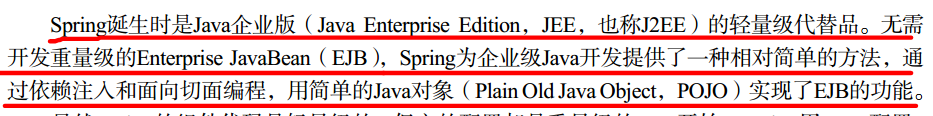 Spring诞生时是Java企业版（Java Enterprise Edition，JEE，也称J2EE）的轻量级代替品。无需
开发重量级的Enterprise JavaBean（EJB），Spring为企业级Java开发提供了一种相对简单的方法，通
过依赖注入和面向切面编程，用简单的Java对象（Plain Old Java Object，POJO）实现了EJB的功能。